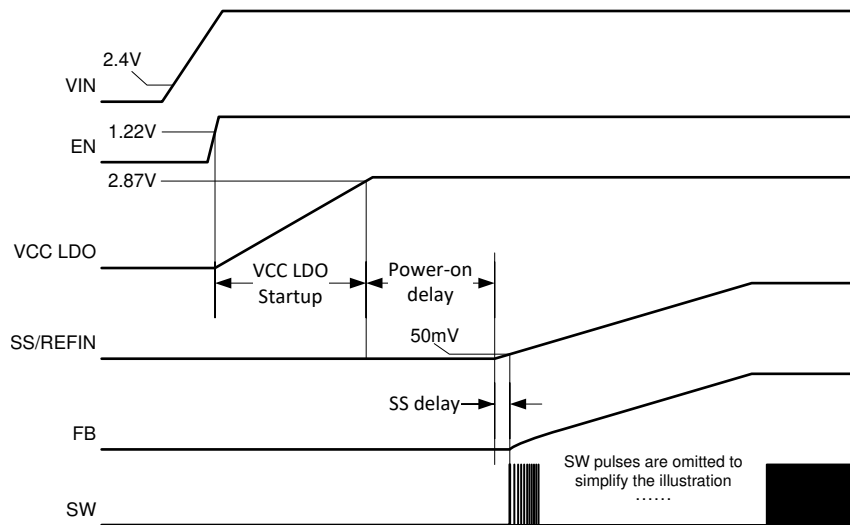 2.4V
VIN
1.22V
EN
2.87V
VCC LDO
VCC LDO
Startup
Power-on
delay
50mV
SS/REFIN
SS delay
FB
SW pulses are omitted to
simplify the illustration
......
SW